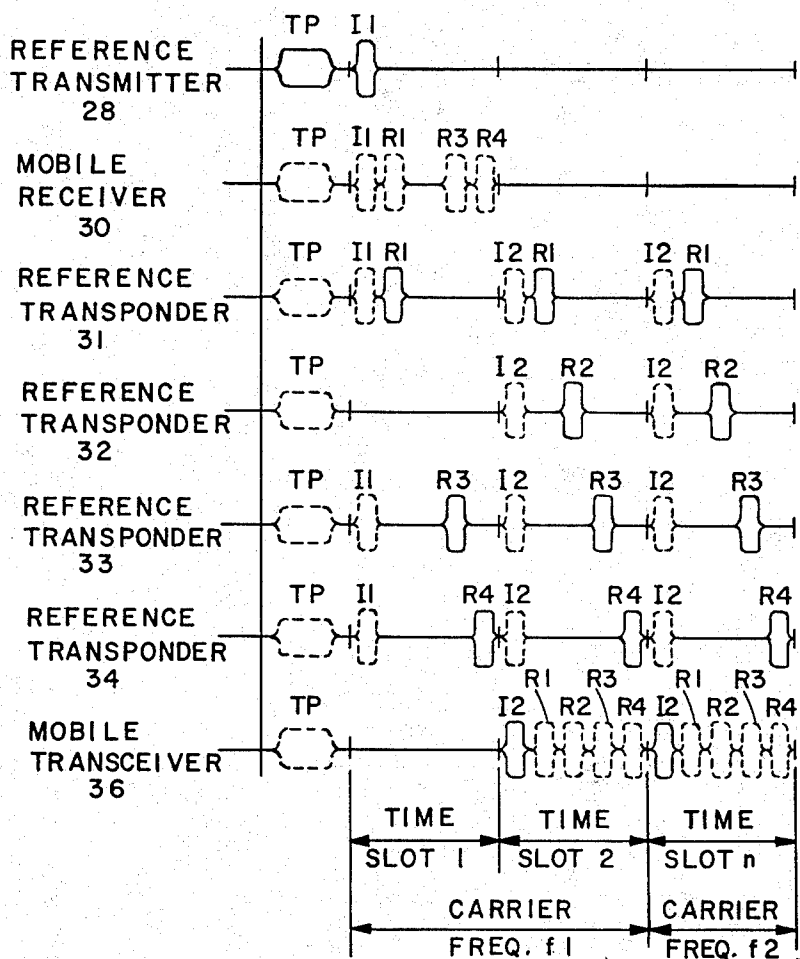 TP I1
REFERENCE
TRANSMITTER
28
TP I1 R1 R3 R4
MOBILE
RECEIVER
30
TP I1 R1 I2 R1 I2 R1
REFERENCE
TRANSPONDER
31
TP I2 R2 I2 R2
REFERENCE
TRANSPONDER
32
TP I1 R3 I2 R3 I2 R3
REFERENCE
TRANSPONDER
33
TP I1 R4 I2 R4 I2 R4
REFERENCE
TRANSPONDER
34
R1 R3 R1 R3
TP I2 R2 R4 I2 R2 R4
MOBILE
TRANSCEIVER
36
TIME TIME TIME
SLOT 1 SLOT 2 SLOT n
CARRIER CARRIER
FREQ. f1 FREQ. f2